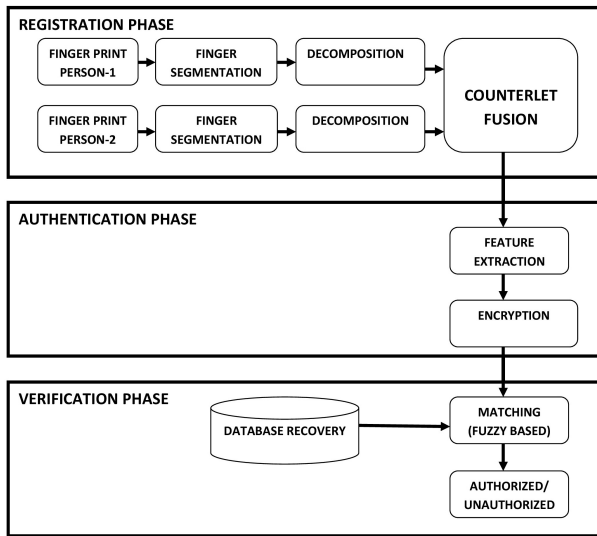 REGISTRATION PHASE
FINGER PRINT
PERSON-1
FINGER
SEGMENTATION
DECOMPOSITION
COUNTERLET
FUSION
FINGER PRINT
PERSON-2
FINGER
SEGMENTATION
DECOMPOSITION
AUTHENTICATION PHASE
FEATURE
EXTRACTION
ENCRYPTION
VERIFICATION PHASE
DATABASE RECOVERY
MATCHING
(FUZZY BASED)
AUTHORIZED/
UNAUTHORIZED